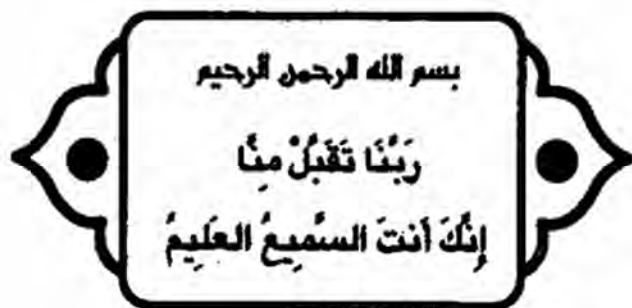 بسم الله الرحمن الرحيم
رَبَّنَا تَقَبَّلْ مِنَّا
إِنَّكَ أَنتَ السَّمِيعُ العَلِيمُ